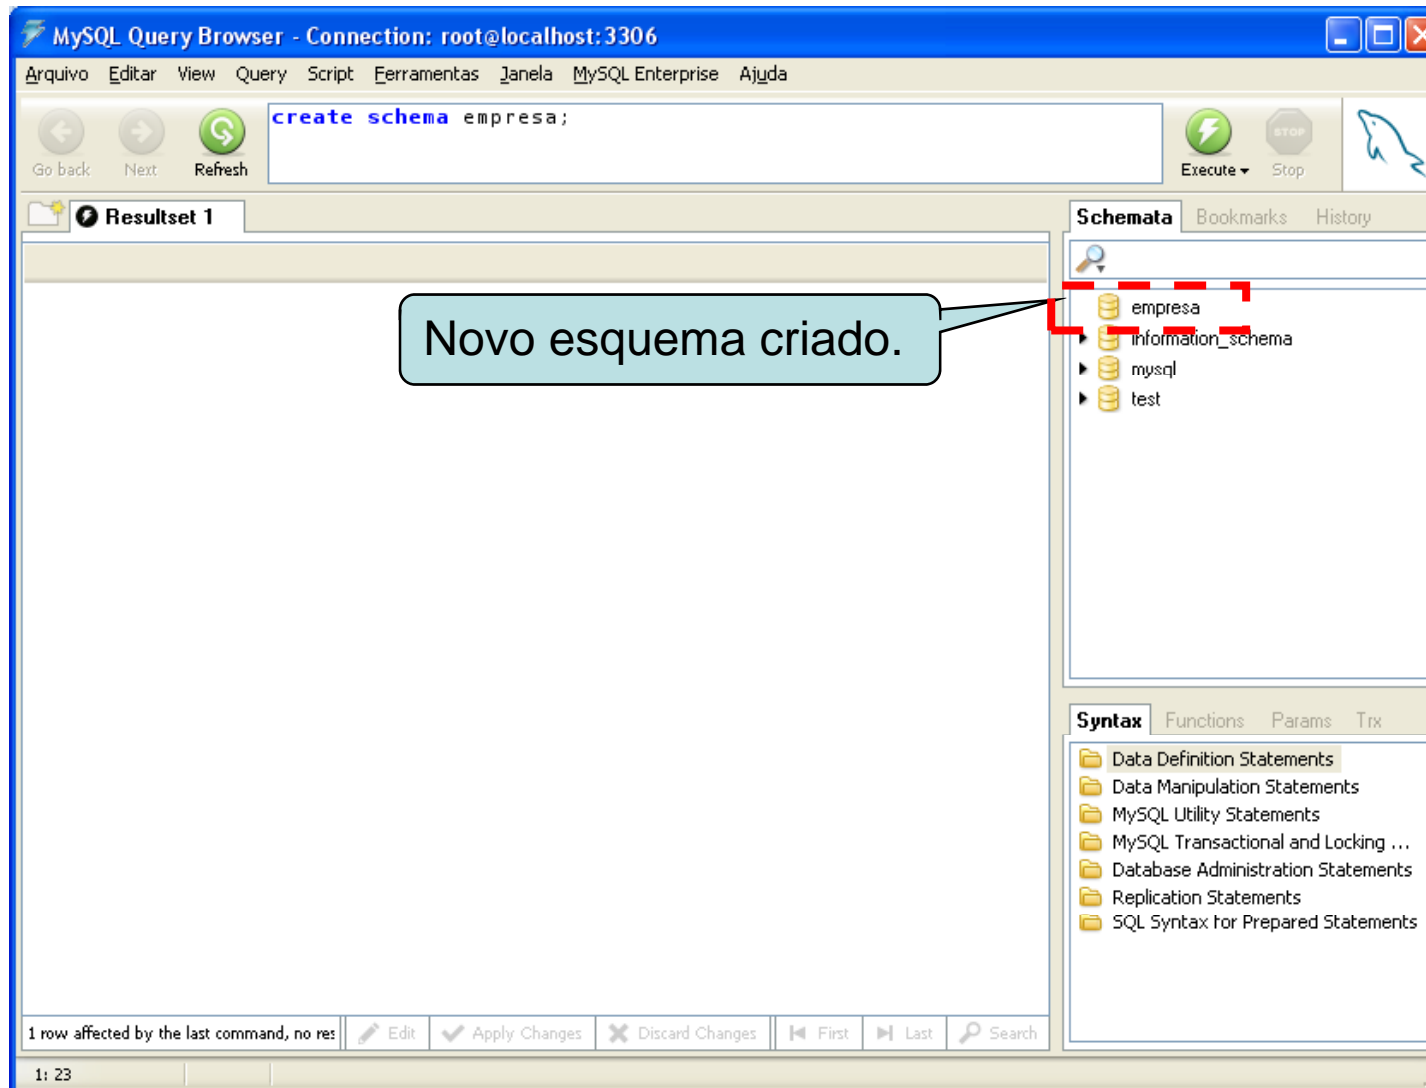 MySQL Query Browser - Connection: root@localhost:3306
Arquivo Editar View Query Script Ferramentas Janela MySQL Enterprise Ajuda
create schema empresa;
Go back Next Refresh
Execute Stop
STOP
Resultset 1
Schemata Bookmarks History
empresa
information_schema
mysql
test
Novo esquema criado.
Syntax Functions Params Trx
Data Definition Statements
Data Manipulation Statements
MySQL Utility Statements
MySQL Transactional and Locking ...
Database Administration Statements
Replication Statements
SQL Syntax for Prepared Statements
1 row affected by the last command, no res
Edit Apply Changes Discard Changes First Last Search
1: 23